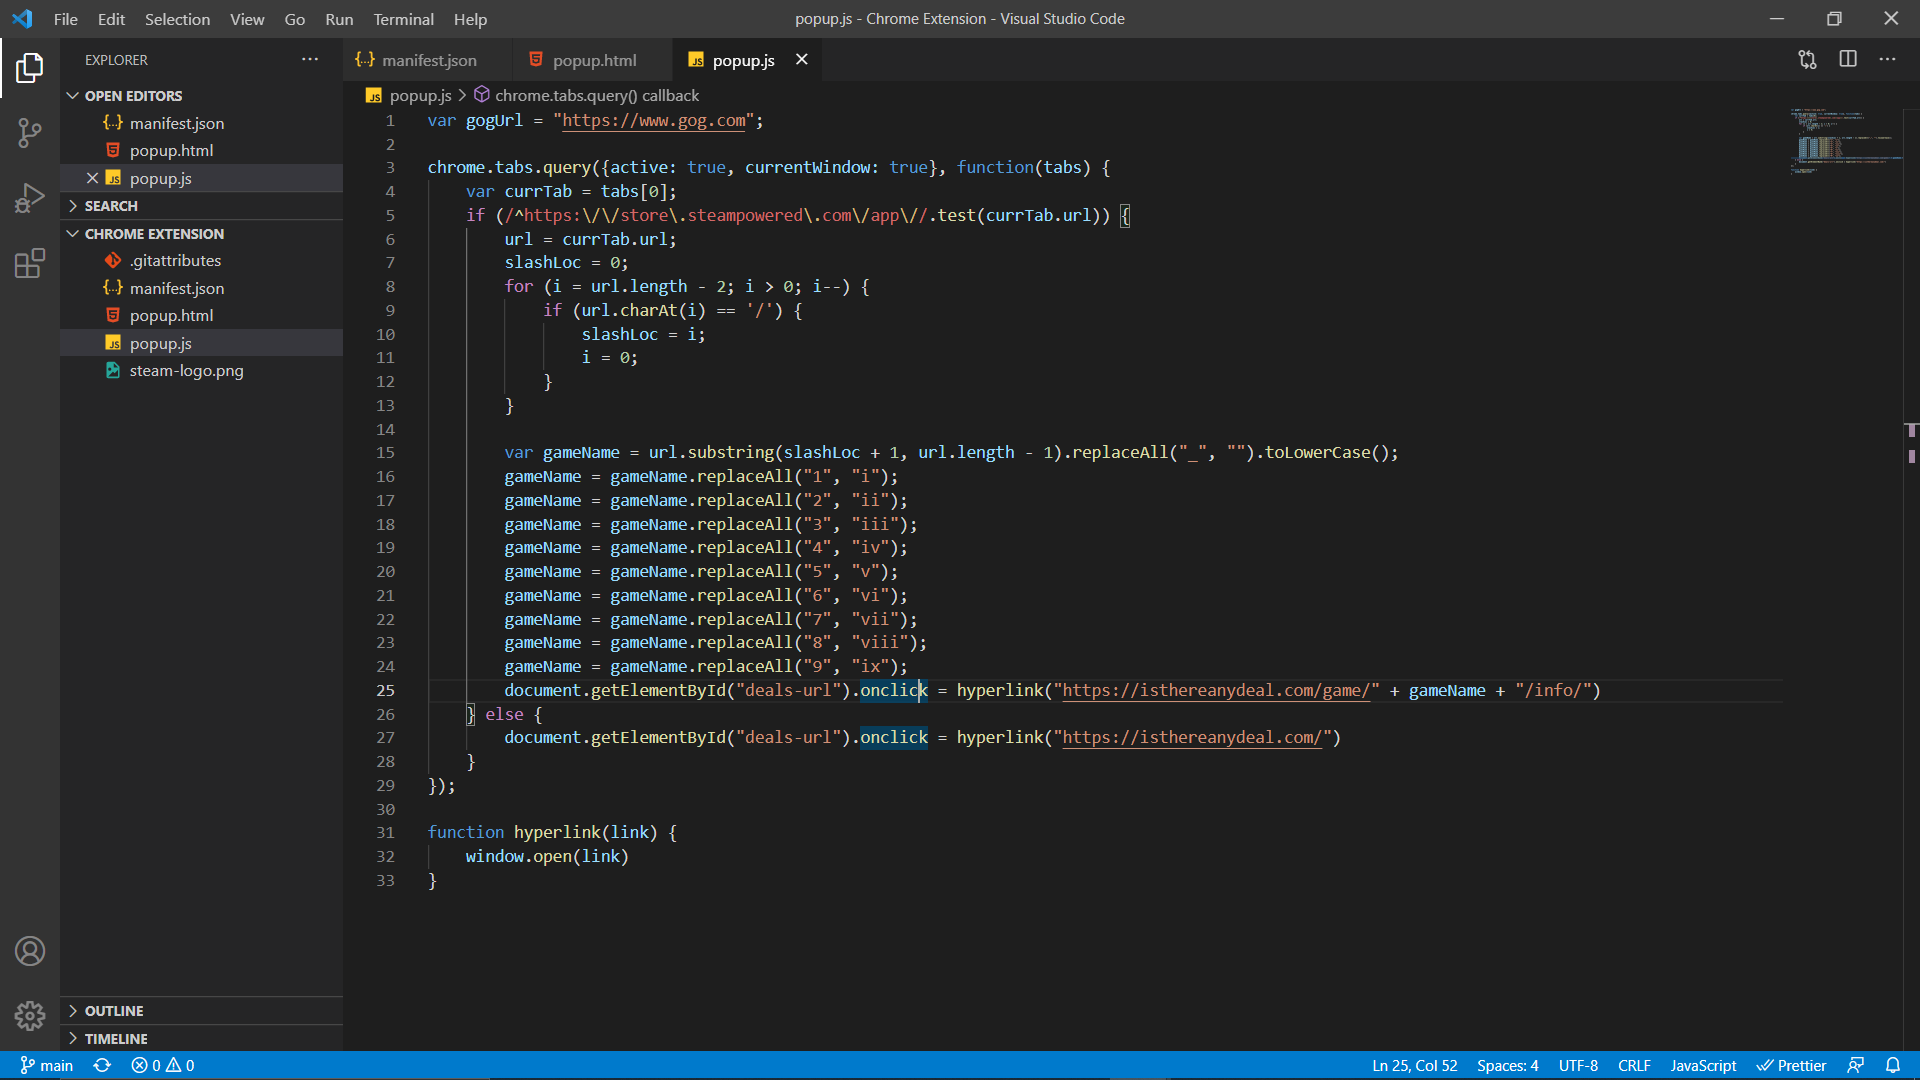 File Edit Selection View Go Run Terminal Help
popup.js - Chrome Extension - Visual Studio Code
EXPLORER
OPEN EDITORS
manifest.json
popup.html
popup.js
SEARCH
CHROME EXTENSION
.gitattributes
manifest.json
popup.html
popup.js
steam-logo.png
OUTLINE
TIMELINE
manifest.json popup.html popup.js
popup.js > chrome.tabs.query() callback
1 var gogUrl = "https://www.gog.com";
2
3 chrome.tabs.query({active: true, currentWindow: true}, function(tabs) {
4 var currTab = tabs[0];
5 if (/^https:\/\/store\.steampowered\.com\/app\//.test(currTab.url)) {
6 url = currTab.url;
7 slashLoc = 0;
8 for (i = url.length - 2; i > 0; i--) {
9 if (url.charAt(i) == '/') {
10 slashLoc = i;
11 i = 0;
12 }
13 }
14
15 var gameName = url.substring(slashLoc + 1, url.length - 1).replaceAll("_", "").toLowerCase();
16 gameName = gameName.replaceAll("1", "i");
17 gameName = gameName.replaceAll("2", "ii");
18 gameName = gameName.replaceAll("3", "iii");
19 gameName = gameName.replaceAll("4", "iv");
20 gameName = gameName.replaceAll("5", "v");
21 gameName = gameName.replaceAll("6", "vi");
22 gameName = gameName.replaceAll("7", "vii");
23 gameName = gameName.replaceAll("8", "viii");
24 gameName = gameName.replaceAll("9", "ix");
25 document.getElementById("deals-url").onclick = hyperlink("https://isthereanydeal.com/game/" + gameName + "/info/")
26 } else {
27 document.getElementById("deals-url").onclick = hyperlink("https://isthereanydeal.com/")
28 }
29 });
30
31 function hyperlink(link) {
32 window.open(link)
33 }
main 0 0 Ln 25, Col 52 Spaces: 4 UTF-8 CRLF JavaScript Prettier